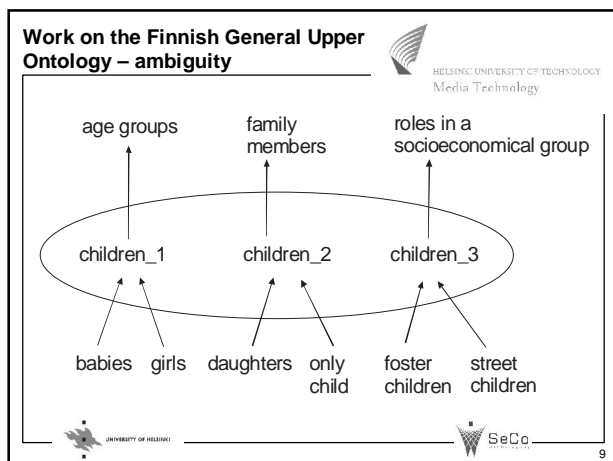 Work on the Finnish General Upper
Ontology – ambiguity
HELSINKI UNIVERSITY OF TECHNOLOGY
Media Technology
age groups
family
members
roles in a
socioeconomical group
children_1
children_2
children_3
babies
girls
daughters
only
child
foster
children
street
children
UNIVERSITY OF HELSINKI
SeCo
9